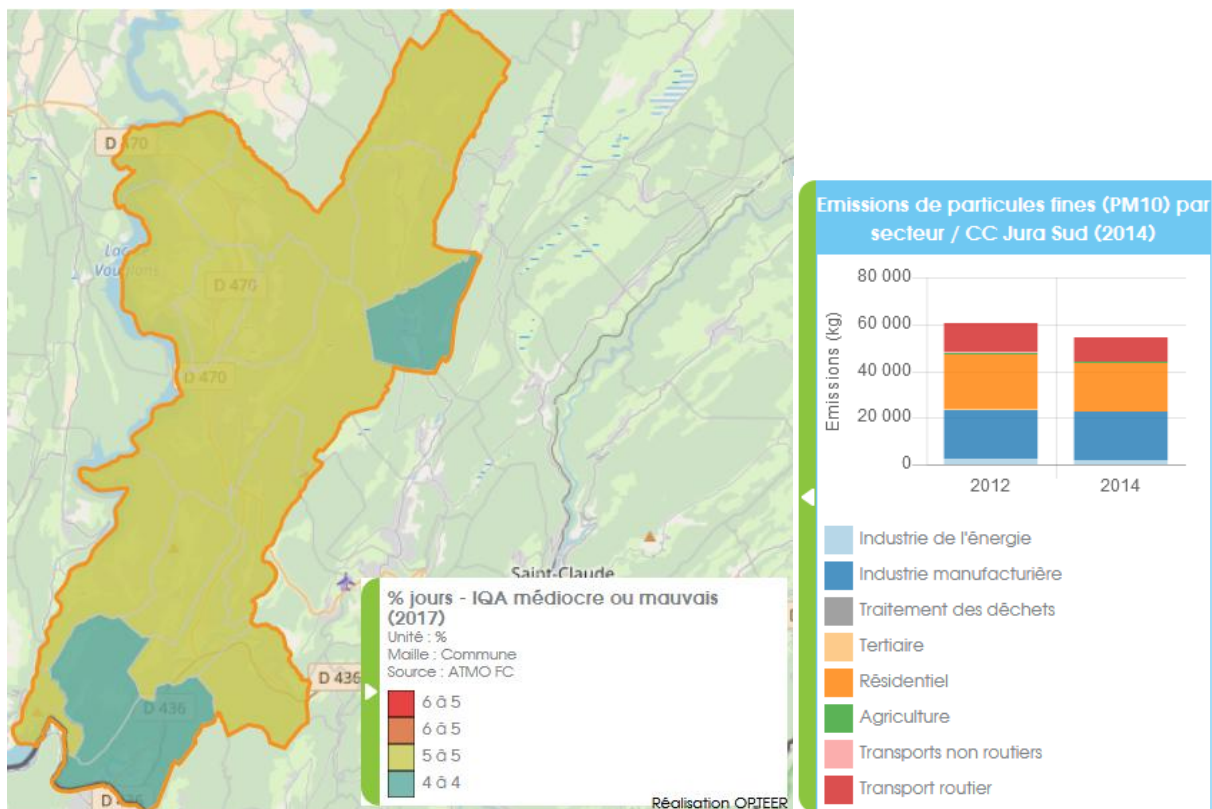 D 470
Lac
Vouglans
D 470
D 470
Saint-Claude
D 436
D 436
% jours - IQA médiocre ou mauvais
(2017)
Unité : %
Maille : Commune
Source : ATMO FC
6 à 5
6 à 5
5 à 5
4 à 4
Réalisation OPTEER
Emissions de particules fines (PM10) par
secteur / CC Jura Sud (2014)
Emissions (kg)
80 000
60 000
40 000
20 000
0
2012
2014
Industrie de l'énergie
Industrie manufacturière
Traitement des déchets
Tertiaire
Résidentiel
Agriculture
Transports non routiers
Transport routier